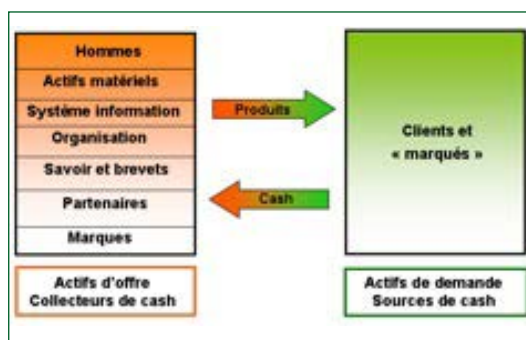 Hommes
Actifs matériels
Système information
Organisation
Savoir et brevets
Partenaires
Marques
Actifs d'offre
Collecteurs de cash
Produits
Cash
Clients et
« marqués »
Actifs de demande
Sources de cash